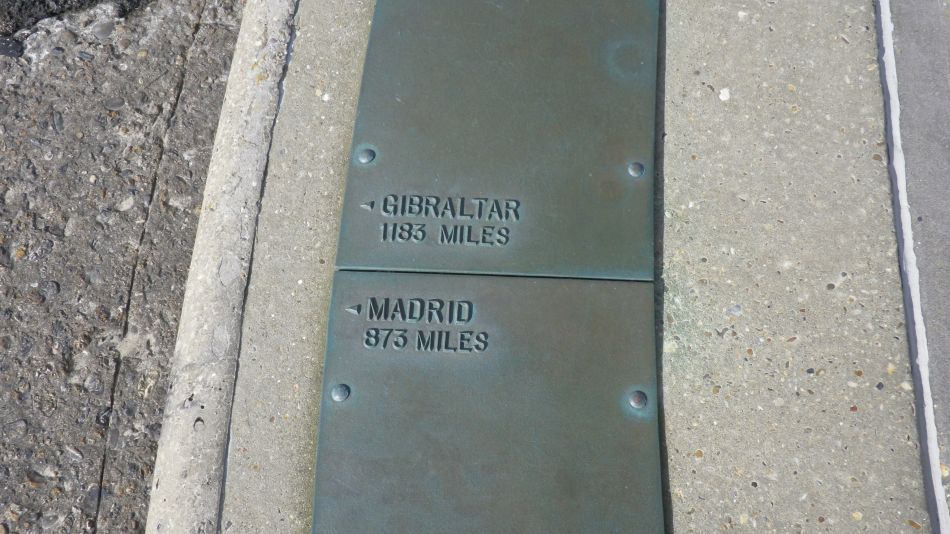 GIBRALTAR
1183 MILES
MADRID
873 MILES